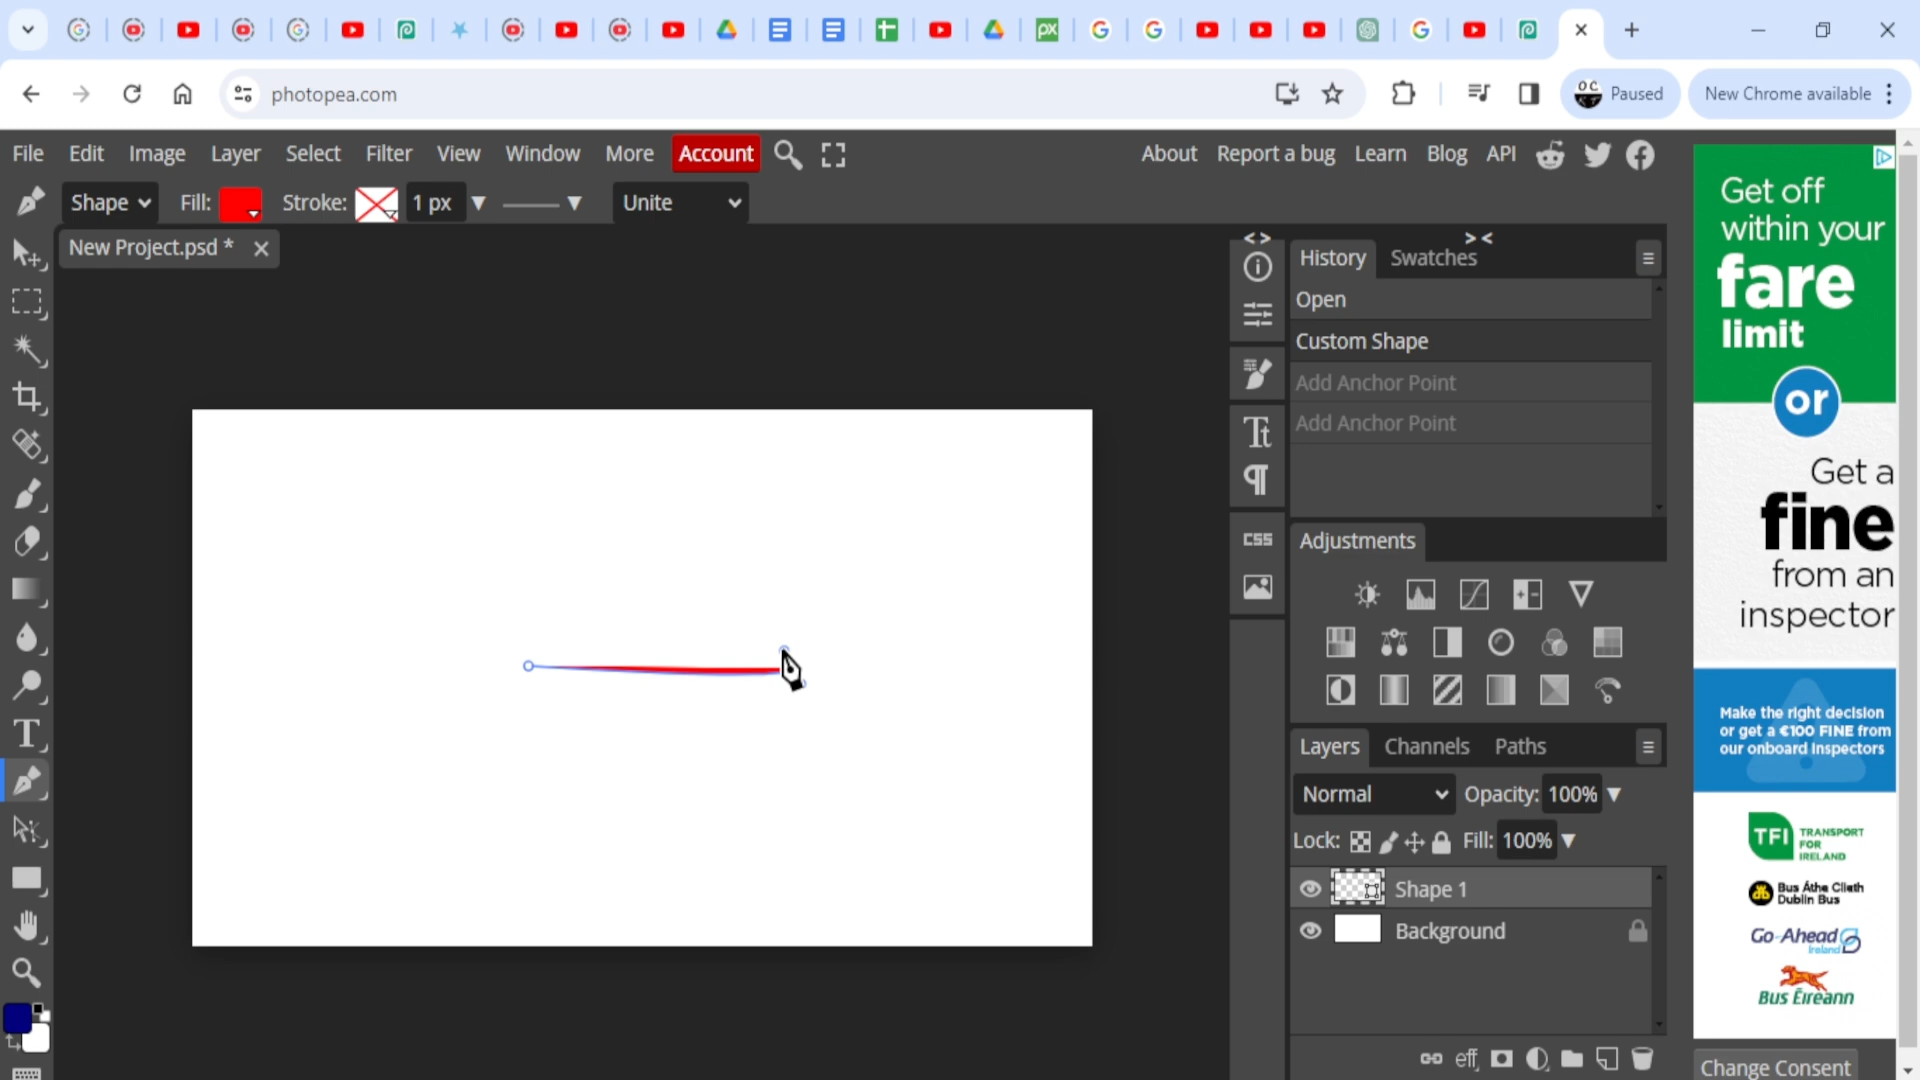 photopea.com
Paused
New Chrome available
File Edit Image Layer Select Filter View Window More Account
About Report a bug Learn Blog API
Shape Fill: Stroke: 1 px Unite
New Project.psd *
History Swatches
Open
Custom Shape
Add Anchor Point
Add Anchor Point
CSS
Adjustments
Layers Channels Paths
Normal Opacity: 100%
Lock: Fill: 100%
Shape 1
Background
eff
Get off
within your
fare
limit
or
Get a
fine
from an
inspector
Make the right decision
or get a €100 FINE from
our onboard inspectors
TFI TRANSPORT
FOR
IRELAND
Bus Átha Cliath
Dublin Bus
Go-Ahead
Ireland
Bus Éireann
Change Consent